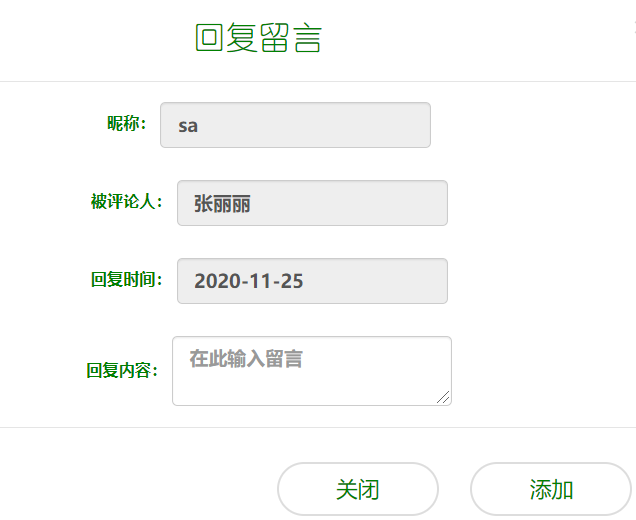 回复留言
昵称： sa
被评论人： 张丽丽
回复时间： 2020-11-25
回复内容： 在此输入留言
关闭 添加